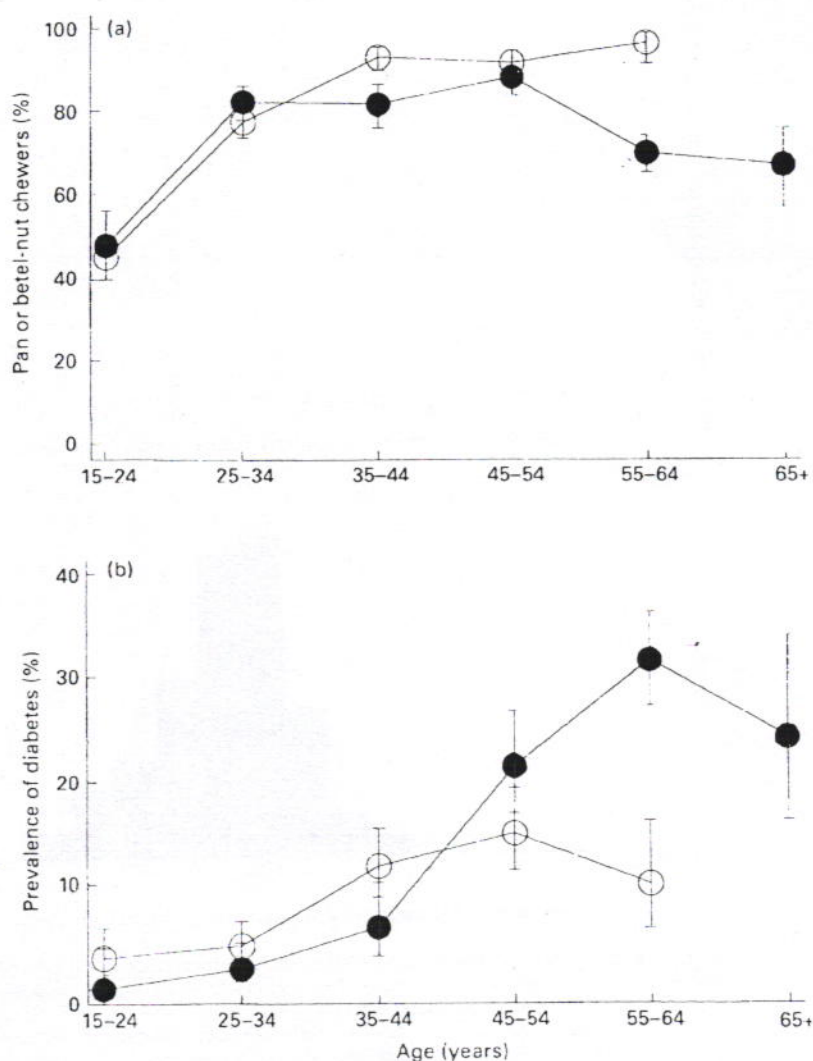 (a)
100
80
60
40
20
0
Pan or betel-nut chewers (%)
15–24 25–34 35–44 45–54 55–64 65+
(b)
40
30
20
10
0
Prevalence of diabetes (%)
15–24 25–34 35–44 45–54 55–64 65+
Age (years)